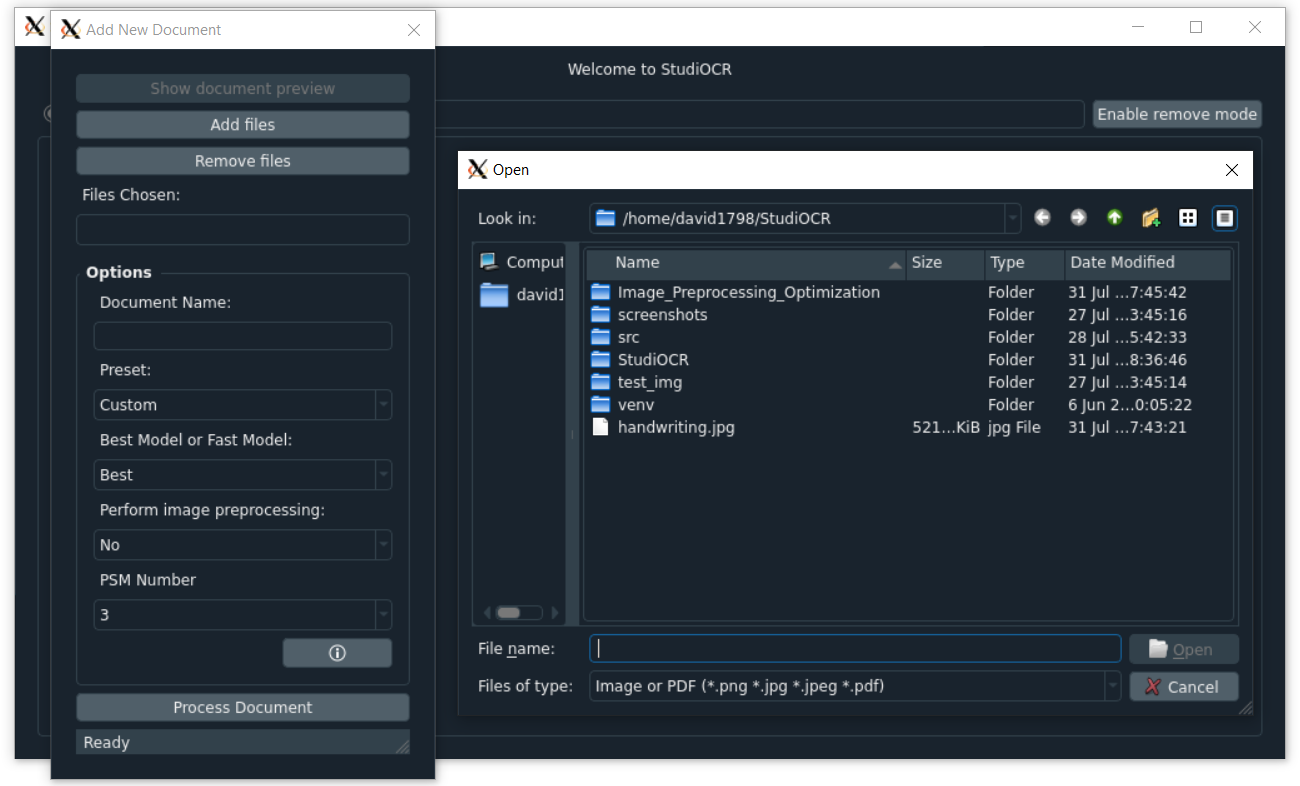 Add New Document
Show document preview
Add files
Remove files
Files Chosen:
Options
Document Name:
Preset:
Custom
Best Model or Fast Model:
Best
Perform image preprocessing:
No
PSM Number
3
Process Document
Ready
Welcome to StudiOCR
Enable remove mode
Open
Look in: /home/david1798/StudiOCR
Comput
david1
Name Size Type Date Modified
Image_Preprocessing_Optimization Folder 31 Jul ...7:45:42
screenshots Folder 27 Jul ...3:45:16
src Folder 28 Jul ...5:42:33
StudiOCR Folder 31 Jul ...8:36:46
test_img Folder 27 Jul ...3:45:14
venv Folder 6 Jun 2...0:05:22
handwriting.jpg 521...KiB jpg File 31 Jul ...7:43:21
File name: Open
Files of type: Image or PDF (*.png *.jpg *.jpeg *.pdf) Cancel